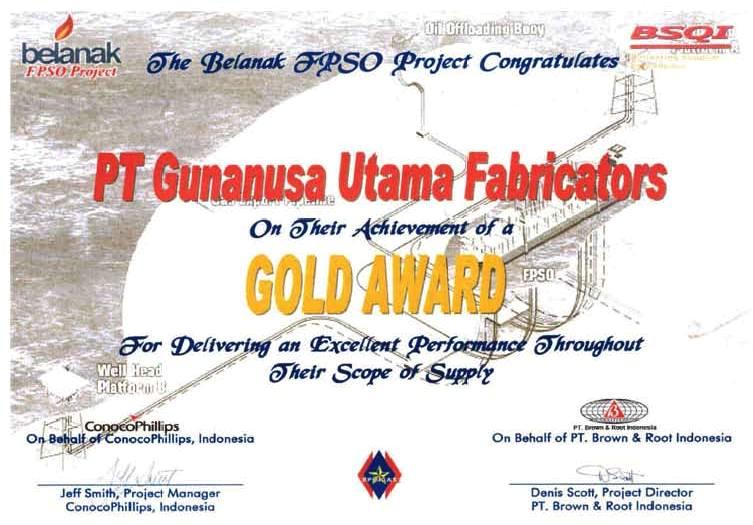 Oil Offloading Buoy
belanak
FPSO Project
BSQI
The Belanak FPSO Project Congratulates
PT Gunanusa Utama Fabricators
On Their Achievement of a
GOLD AWARD
FPSO
For Delivering an Excellent Performance Throughout
Their Scope of Supply
Well Head
Platform B
ConocoPhillips
On Behalf of ConocoPhillips, Indonesia
PT. Brown & Root Indonesia
On Behalf of PT. Brown & Root Indonesia
Jeff Smith, Project Manager
ConocoPhillips, Indonesia
Denis Scott, Project Director
PT. Brown & Root Indonesia